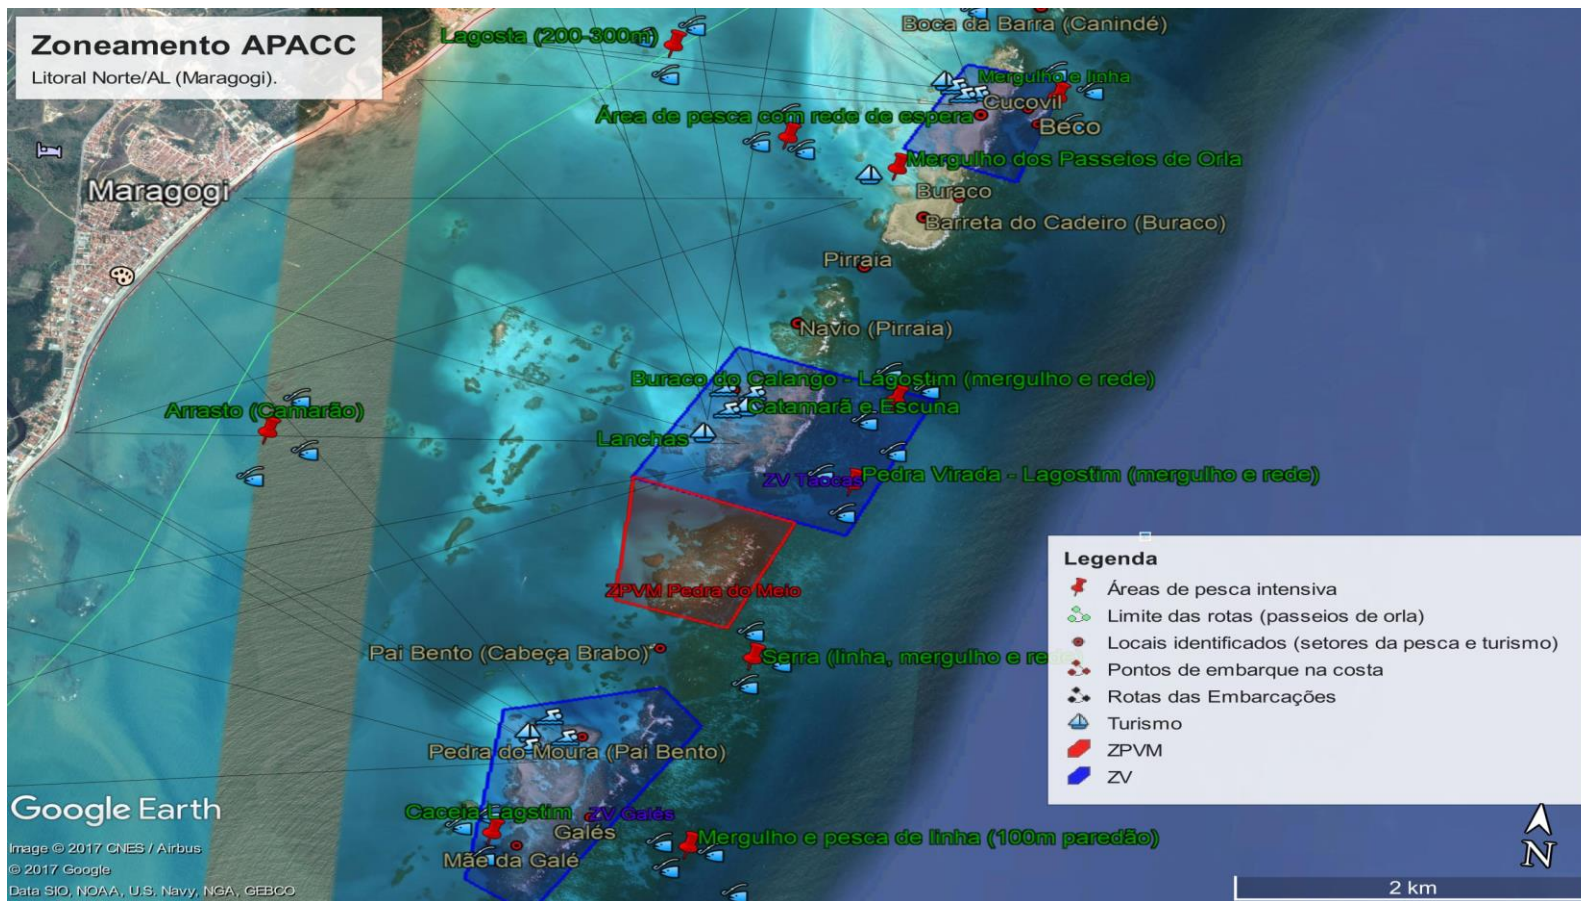 Zoneamento APACC
Litoral Norte/AL (Maragogi).
Boca da Barra (Canindé)
Lagosta (200-300m)
Mergulho e linha
Cucovil
Área de pesca com rede de espera
Beco
Mergulho dos Passeios de Orla
Maragogi
Buraco
Barreta do Cadeiro (Buraco)
Pirraia
Navio (Pirraia)
Buraco do Calango - Lagostim (mergulho e rede)
Catamarã e Escuna
Arrasto (Camarão)
Lanchas
ZV Taocas
Pedra Virada - Lagostim (mergulho e rede)
ZPVM Pedra do Meio
Pai Bento (Cabeça Brabo)
Serra (linha, mergulho e rede)
Pedra do Moura (Pai Bento)
Caceia Lagstim
ZV Galés
Galés
Mergulho e pesca de linha (100m paredão)
Mãe da Galé
Legenda
Áreas de pesca intensiva
Limite das rotas (passeios de orla)
Locais identificados (setores da pesca e turismo)
Pontos de embarque na costa
Rotas das Embarcações
Turismo
ZPVM
ZV
Google Earth
Image © 2017 CNES / Airbus
© 2017 Google
Data SIO, NOAA, U.S. Navy, NGA, GEBCO
N
2 km